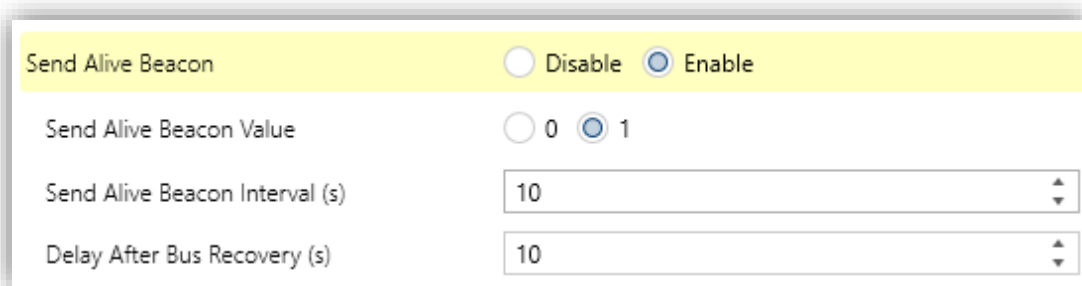 Send Alive Beacon Disable Enable
Send Alive Beacon Value 0 1
Send Alive Beacon Interval (s) 10
Delay After Bus Recovery (s) 10